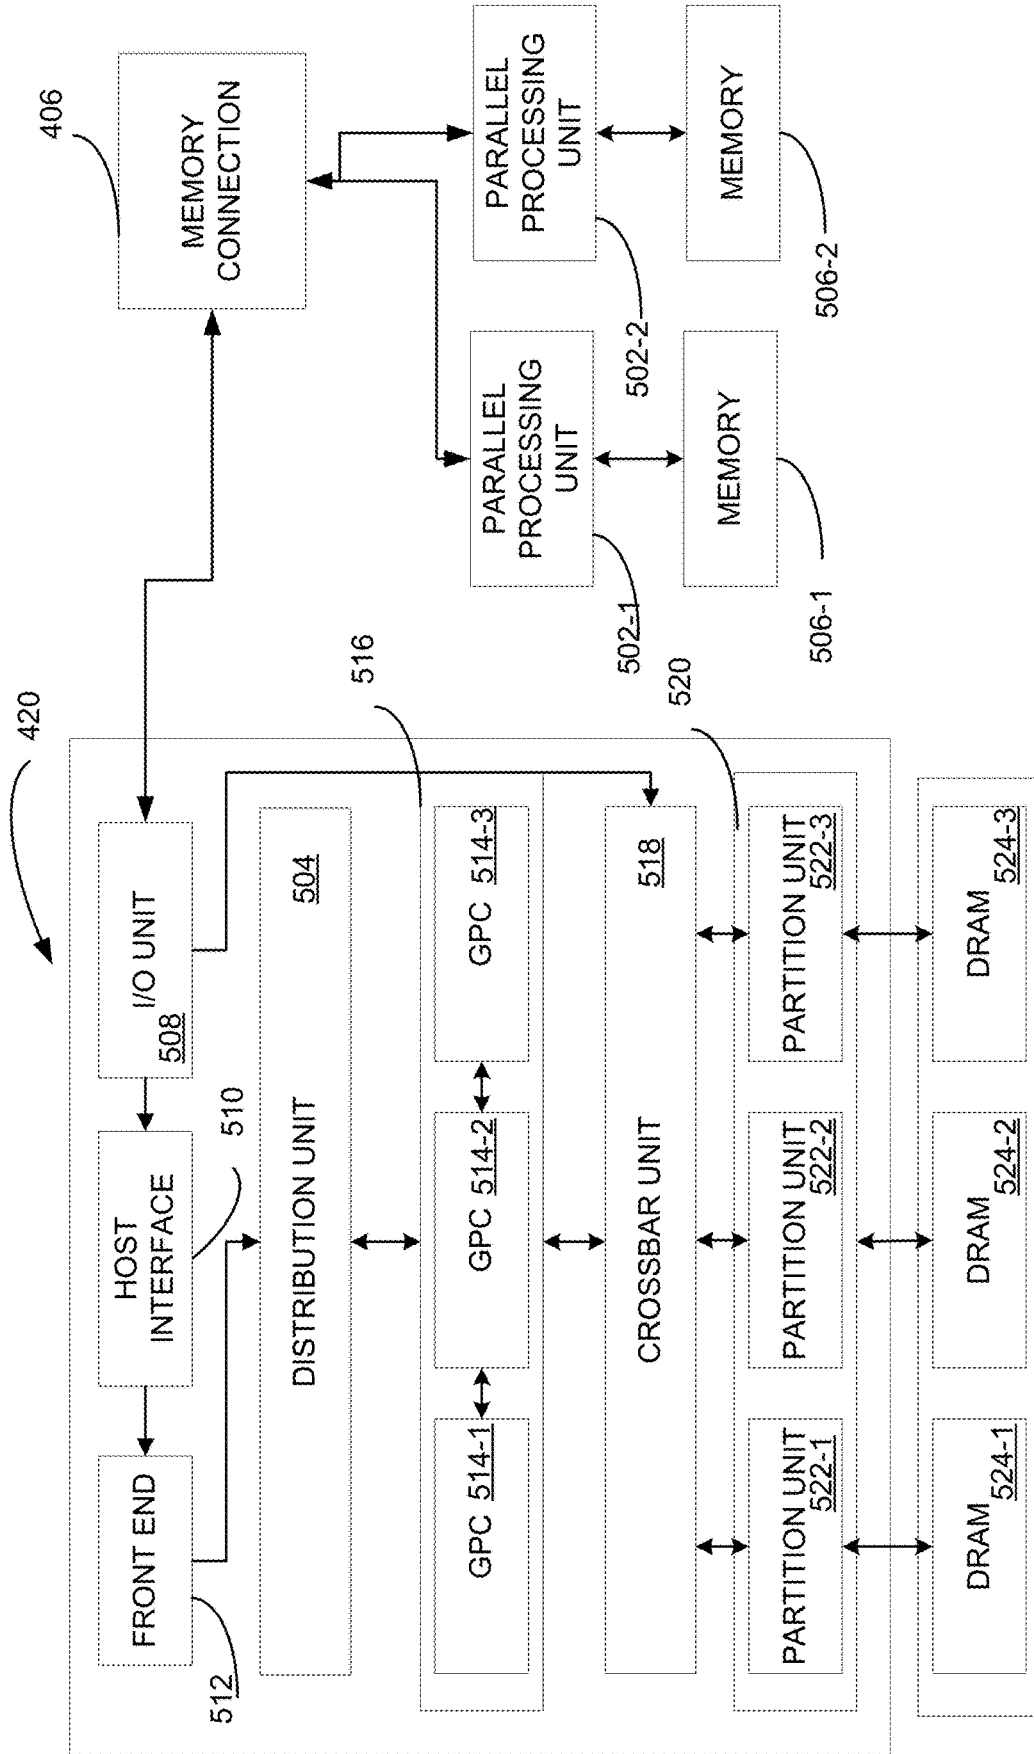 420
I/O UNIT
508
HOST
INTERFACE
510
FRONT END
512
MEMORY
CONNECTION
406
DISTRIBUTION UNIT
504
516
GPC 514-1
GPC 514-2
GPC 514-3
CROSSBAR UNIT
518
520
PARTITION UNIT
522-1
PARTITION UNIT
522-2
PARTITION UNIT
522-3
DRAM
524-1
DRAM
524-2
DRAM
524-3
PARALLEL
PROCESSING
UNIT
502-1
MEMORY
506-1
PARALLEL
PROCESSING
UNIT
502-2
MEMORY
506-2